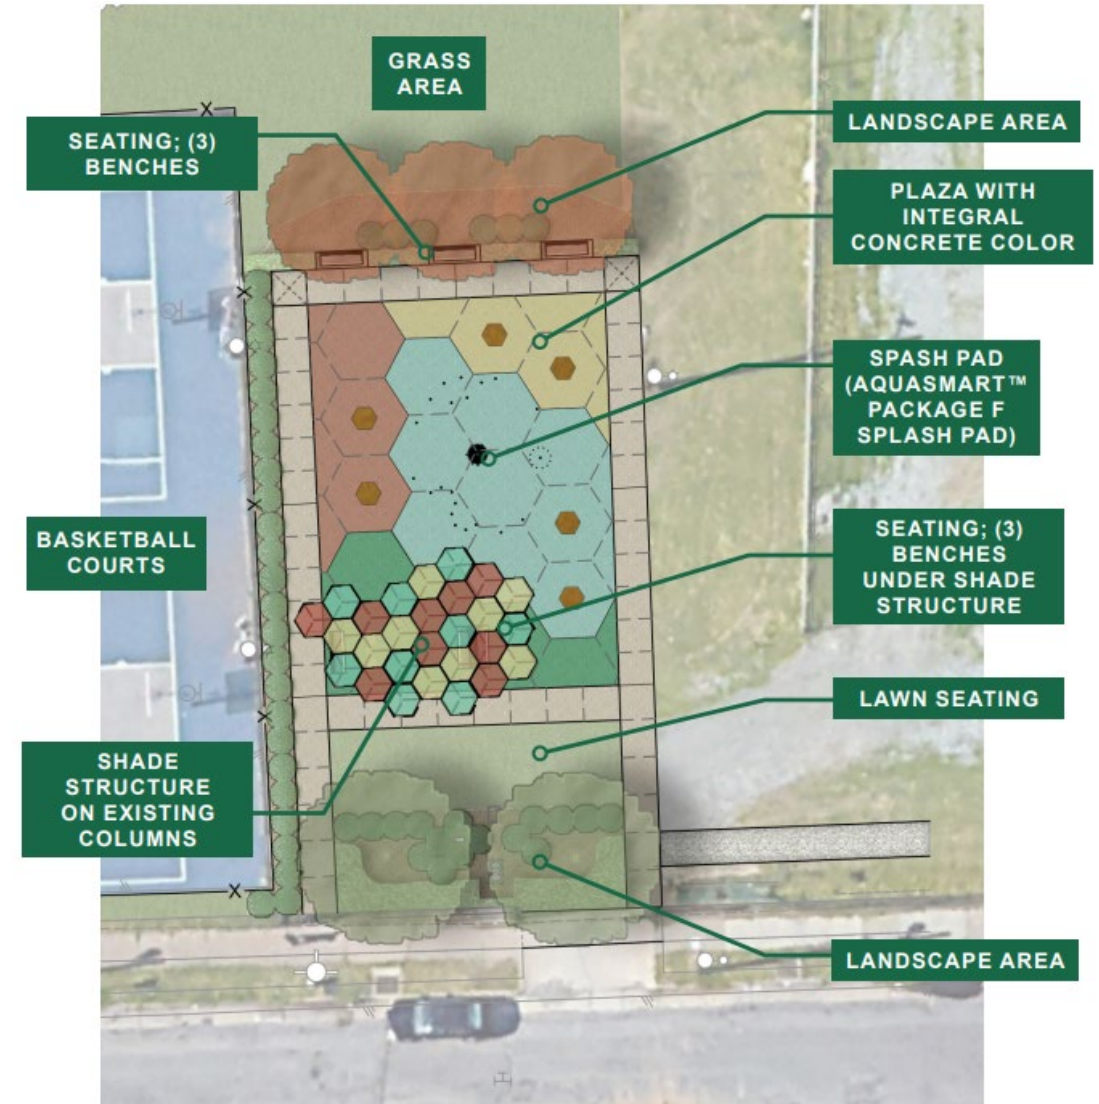 GRASS
AREA
SEATING; (3)
BENCHES
LANDSCAPE AREA
PLAZA WITH
INTEGRAL
CONCRETE COLOR
SPASH PAD
(AQUASMART™
PACKAGE F
SPLASH PAD)
BASKETBALL
COURTS
SEATING; (3)
BENCHES
UNDER SHADE
STRUCTURE
LAWN SEATING
SHADE
STRUCTURE
ON EXISTING
COLUMNS
LANDSCAPE AREA